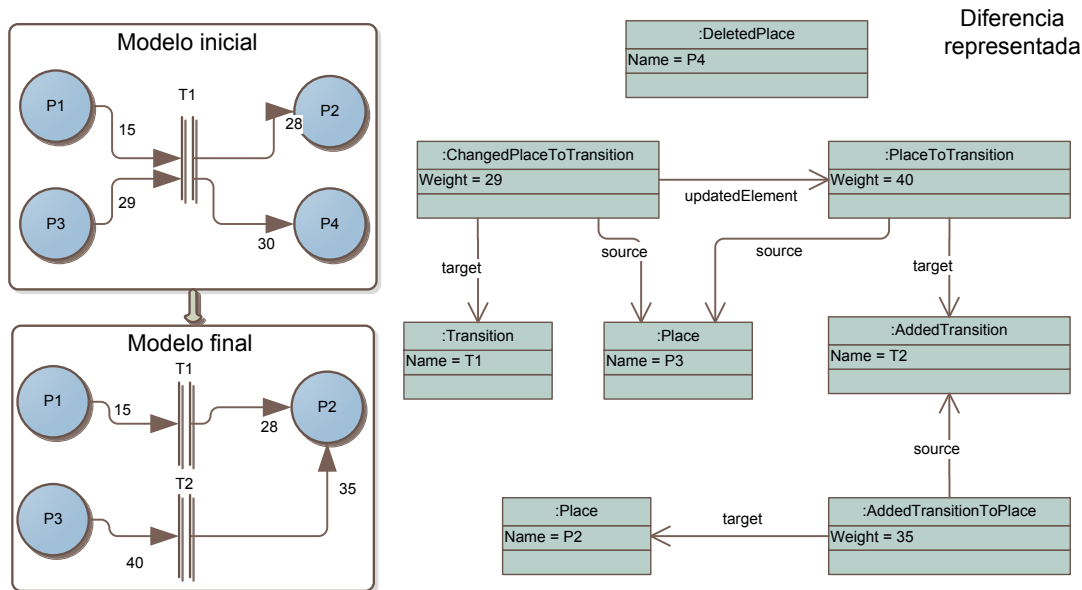 Modelo inicial
P1
T1
P2
15
28
29
P3
P4
30
Modelo final
T1
P1
15
P2
28
T2
35
P3
40
Diferencia
representada
:DeletedPlace
Name = P4
:ChangedPlaceToTransition
Weight = 29
updatedElement
:PlaceToTransition
Weight = 40
target
source
source
target
:Transition
Name = T1
:Place
Name = P3
:AddedTransition
Name = T2
source
:Place
Name = P2
target
:AddedTransitionToPlace
Weight = 35